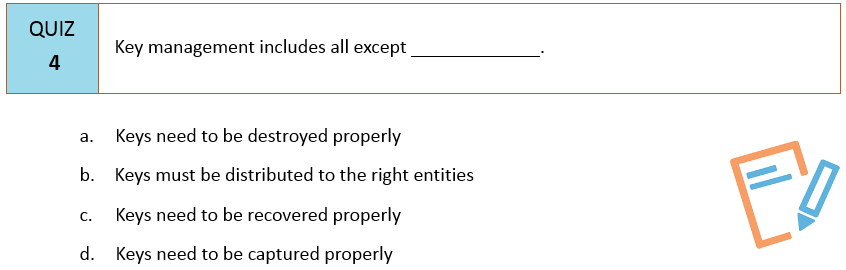 QUIZ
4
Key management includes all except ______________.
a. Keys need to be destroyed properly
b. Keys must be distributed to the right entities
c. Keys need to be recovered properly
d. Keys need to be captured properly